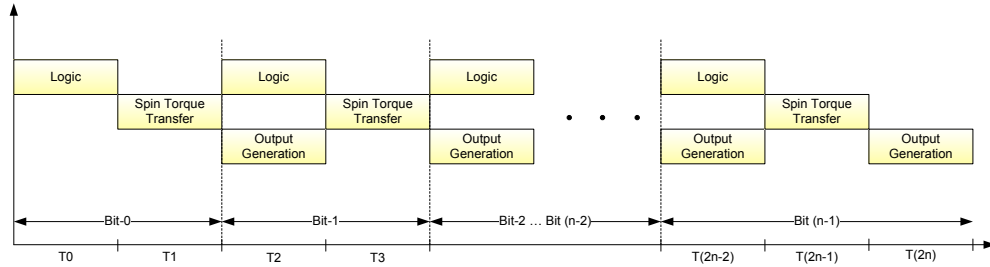 Logic
Logic
Logic
Logic
Spin Torque
Transfer
Spin Torque
Transfer
Spin Torque
Transfer
Output
Generation
Output
Generation
Output
Generation
Output
Generation
Bit-0
Bit-1
Bit-2 … Bit (n-2)
Bit (n-1)
T0
T1
T2
T3
T(2n-2)
T(2n-1)
T(2n)